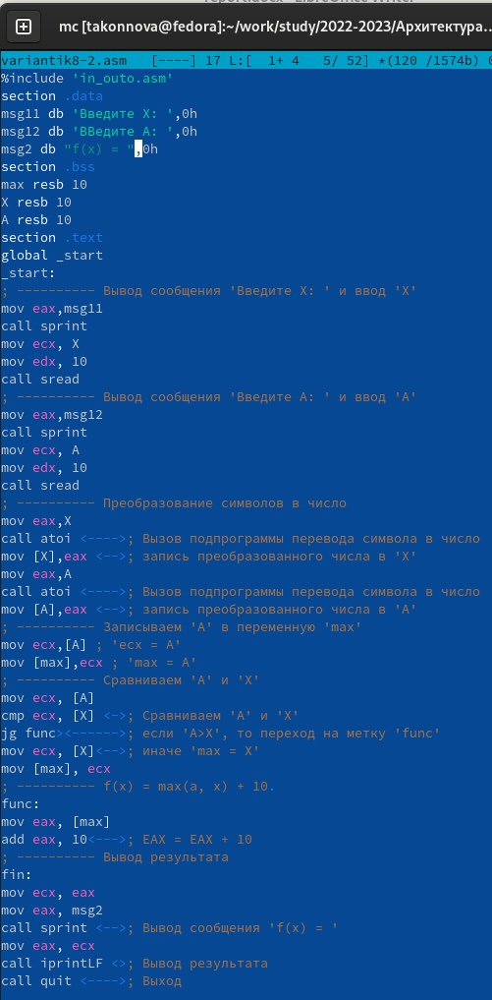 mc [takonnova@fedora]:~/work/study/2022-2023/Архитектура...
variantik8-2.asm [----] 17 L:[ 1+ 4 5/ 52] *(120 /1574b)
%include 'in_outo.asm'
section .data
msg11 db 'Введите X: ',0h
msg12 db 'ВВедите A: ',0h
msg2 db "f(x) = ",0h
section .bss
max resb 10
X resb 10
A resb 10
section .text
global _start
_start:
; ---------- Вывод сообщения 'Введите X: ' и ввод 'X'
mov eax,msg11
call sprint
mov ecx, X
mov edx, 10
call sread
; ---------- Вывод сообщения 'Введите A: ' и ввод 'A'
mov eax,msg12
call sprint
mov ecx, A
mov edx, 10
call sread
; ---------- Преобразование символов в число
mov eax,X
call atoi <---->; Вызов подпрограммы перевода символа в число
mov [X],eax <-->; запись преобразованного числа в 'X'
mov eax,A
call atoi <---->; Вызов подпрограммы перевода символа в число
mov [A],eax <-->; запись преобразованного числа в 'A'
; ---------- Записываем 'A' в переменную 'max'
mov ecx,[A] ; 'ecx = A'
mov [max],ecx ; 'max = A'
; ---------- Сравниваем 'A' и 'X'
mov ecx, [A]
cmp ecx, [X] <->; Сравниваем 'A' и 'X'
jg func><------>; если 'A>X', то переход на метку 'func'
mov ecx, [X]<-->; иначе 'max = X'
mov [max], ecx
; ---------- f(x) = max(a, x) + 10.
func:
mov eax, [max]
add eax, 10<--->; EAX = EAX + 10
; ---------- Вывод результата
fin:
mov ecx, eax
mov eax, msg2
call sprint <-->; Вывод сообщения 'f(x) = '
mov eax, ecx
call iprintLF <>; Вывод результата
call quit <---->; Выход